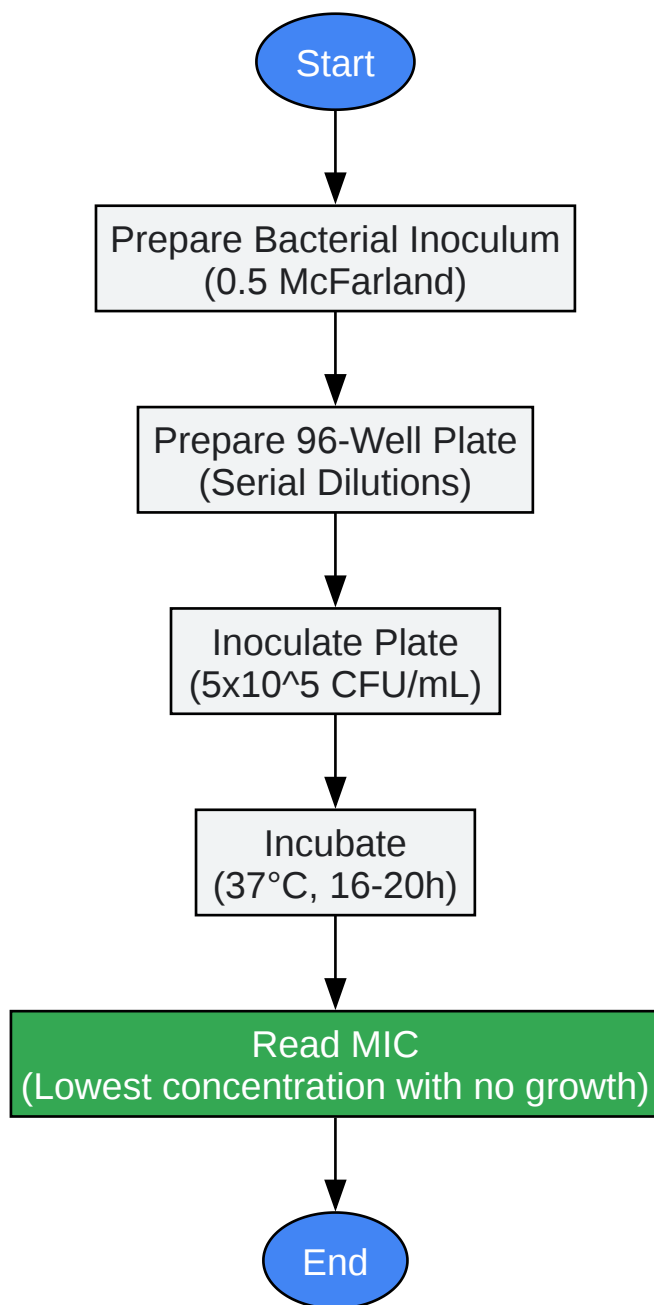 Start
Prepare Bacterial Inoculum
(0.5 McFarland)
Prepare 96-Well Plate
(Serial Dilutions)
Inoculate Plate
(5x10^5 CFU/mL)
Incubate
(37°C, 16-20h)
Read MIC
(Lowest concentration with no growth)
End